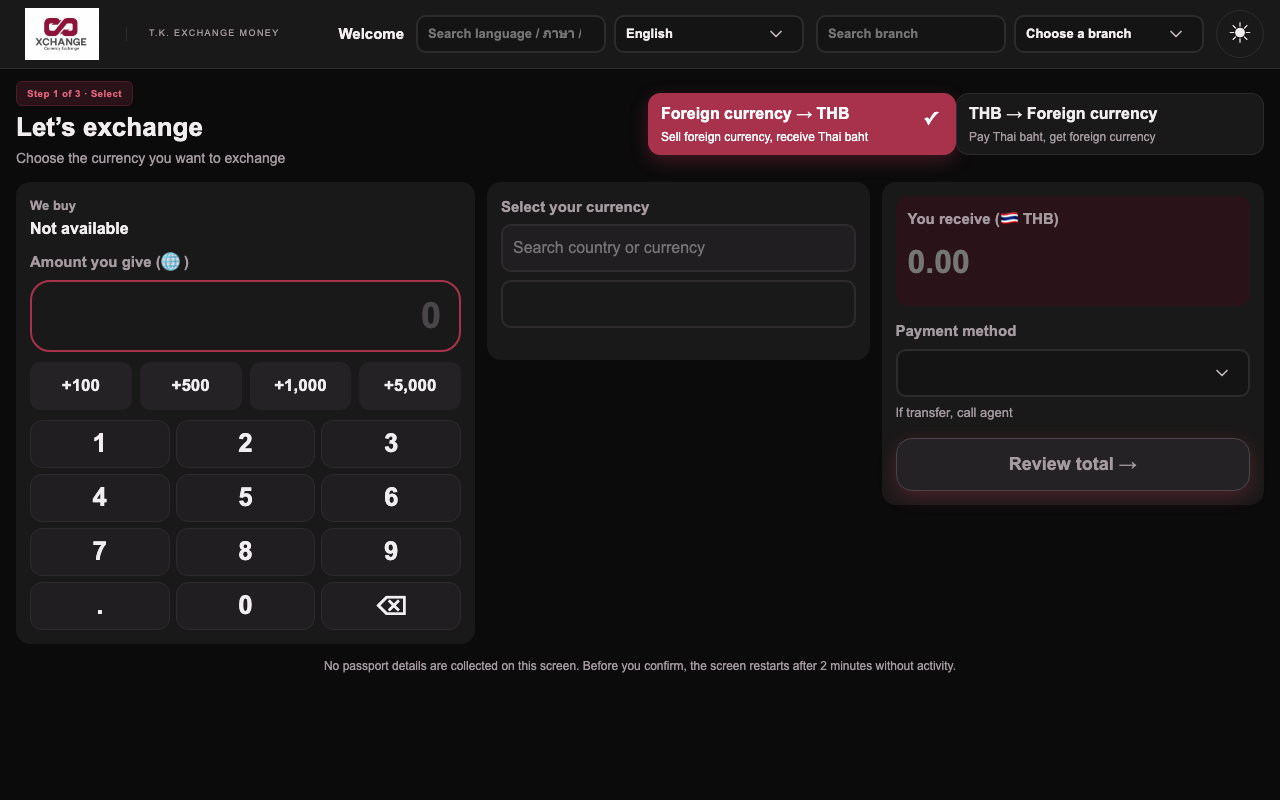 XCHANGE
Currency Exchange
T.K. EXCHANGE MONEY
Welcome
Search language / ภาษา /
English
Search branch
Choose a branch
Step 1 of 3 · Select
Let’s exchange
Choose the currency you want to exchange
Foreign currency → THB
Sell foreign currency, receive Thai baht
THB → Foreign currency
Pay Thai baht, get foreign currency
We buy
Not available
Amount you give (🌐 )
0
+100
+500
+1,000
+5,000
1
2
3
4
5
6
7
8
9
.
0
Select your currency
Search country or currency
You receive (🇹🇭 THB)
0.00
Payment method
If transfer, call agent
Review total →
No passport details are collected on this screen. Before you confirm, the screen restarts after 2 minutes without activity.